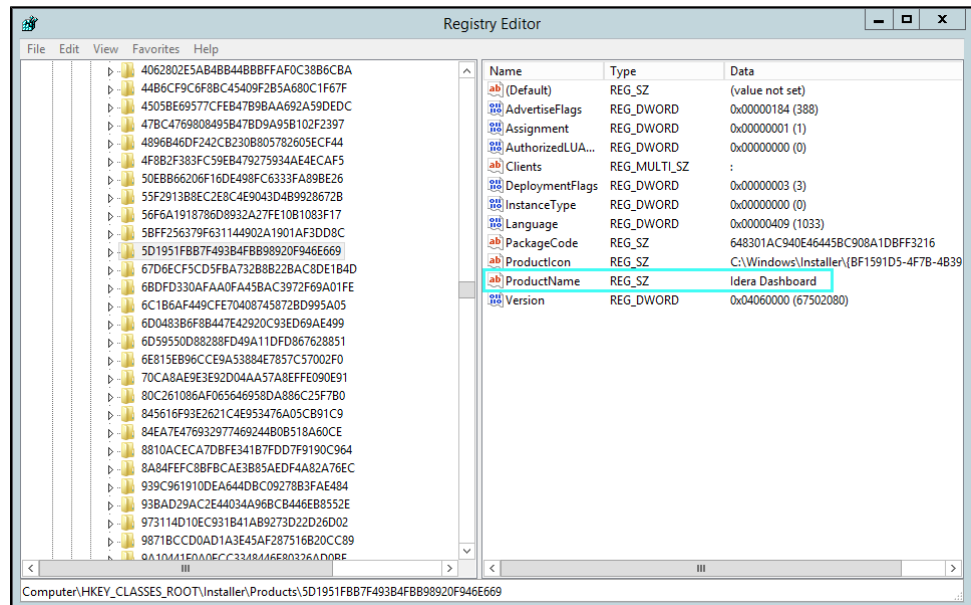 Registry Editor
File Edit View Favorites Help
4062802E5AB4BB44BBBFFAF0C38B6CBA
44B6CF9C6F8BC45409F2B5A680C1F67F
4505BE69577CFEB47B9BAA692A59DEDC
47BC4769808495B47BD9A95B102F2397
4896B46DF242CB230B805782605ECF44
4F8B2F383FC59EB479275934AE4ECAF5
50EBB66206F16DE498FC6333FA89BE26
55F2913B8EC2E8C4E9043D4B9928672B
56F6A1918786D8932A27FE10B1083F17
5BFF256379F631144902A1901AF3DD8C
5D1951FBB7F493B4FBB98920F946E669
67D6ECF5CD5FBA732B8B22BAC8DE1B4D
6BDFD330AFAA0FA45BAC3972F69A01FE
6C1B6AF449CFE70408745872BD995A05
6D0483B6F8B447E42920C93ED69AE499
6D59550D88288FD49A11DFD867628851
6E815EB96CCE9A53884E7857C57002F0
70CA8AE9E3E92D04AA57A8EFFE090E91
80C261086AF065646958DA886C25F7B0
845616F93E2621C4E953476A05CB91C9
84EA7E476932977469244B0B518A60CE
8810ACECA7DBFE341B7FDD7F9190C964
8A84FEFC8BFBCAE3B85AEDF4A82A76EC
939C961910DEA644DBC09278B3FAE484
93BAD29AC2E44034A96BCB446EB8552E
973114D10EC931B41AB9273D22D26D02
9871BCCD0AD1A3E45AF287516B20CC89
9A10441F0A0FCC3348446F80326AD0BF
Name Type Data
(Default) REG_SZ (value not set)
AdvertiseFlags REG_DWORD 0x00000184 (388)
Assignment REG_DWORD 0x00000001 (1)
AuthorizedLUA... REG_DWORD 0x00000000 (0)
Clients REG_MULTI_SZ :
DeploymentFlags REG_DWORD 0x00000003 (3)
InstanceType REG_DWORD 0x00000000 (0)
Language REG_DWORD 0x00000409 (1033)
PackageCode REG_SZ 648301AC940E46445BC908A1DBFF3216
ProductIcon REG_SZ C:\Windows\Installer\{BF1591D5-4F7B-4B39
ProductName REG_SZ Idera Dashboard
Version REG_DWORD 0x04060000 (67502080)
Computer\HKEY_CLASSES_ROOT\Installer\Products\5D1951FBB7F493B4FBB98920F946E669